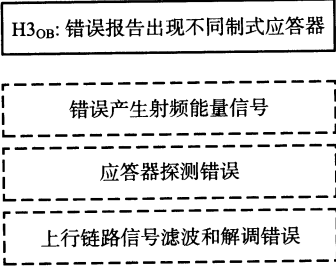 H3OB: 错误报告出现不同制式应答器
错误产生射频能量信号
应答器探测错误
上行链路信号滤波和解调错误